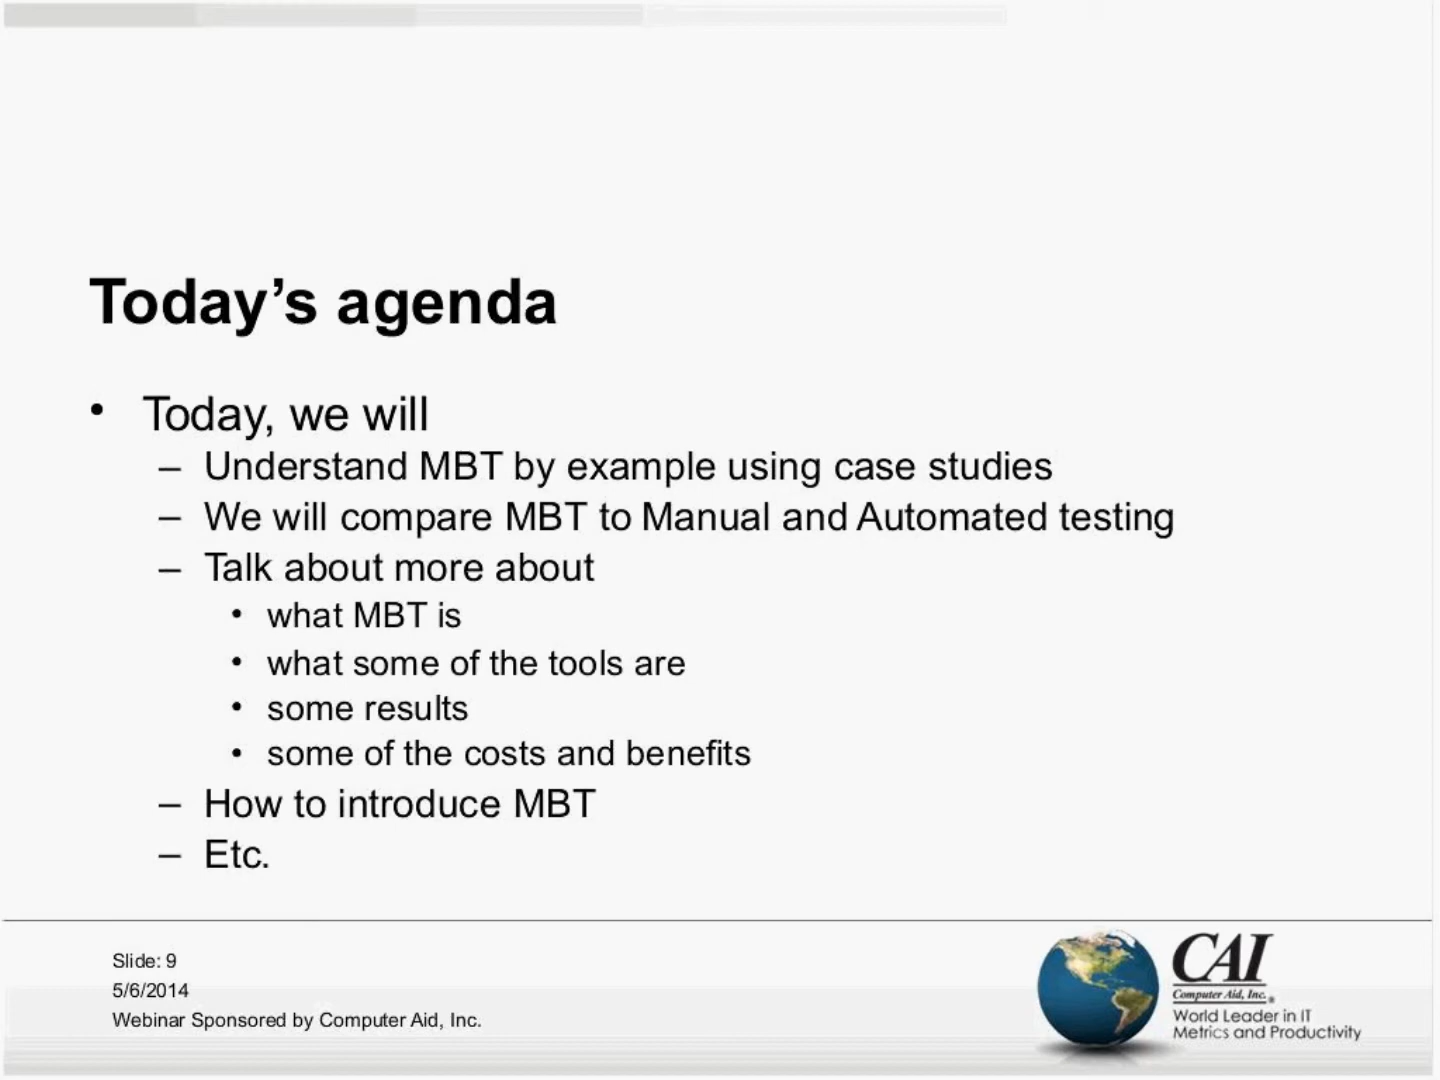 Today’s agenda
• Today, we will
– Understand MBT by example using case studies
– We will compare MBT to Manual and Automated testing
– Talk about more about
• what MBT is
• what some of the tools are
• some results
• some of the costs and benefits
– How to introduce MBT
– Etc.
Slide: 9
5/6/2014
Webinar Sponsored by Computer Aid, Inc.
CAI
Computer Aid, Inc.®
World Leader in IT
Metrics and Productivity